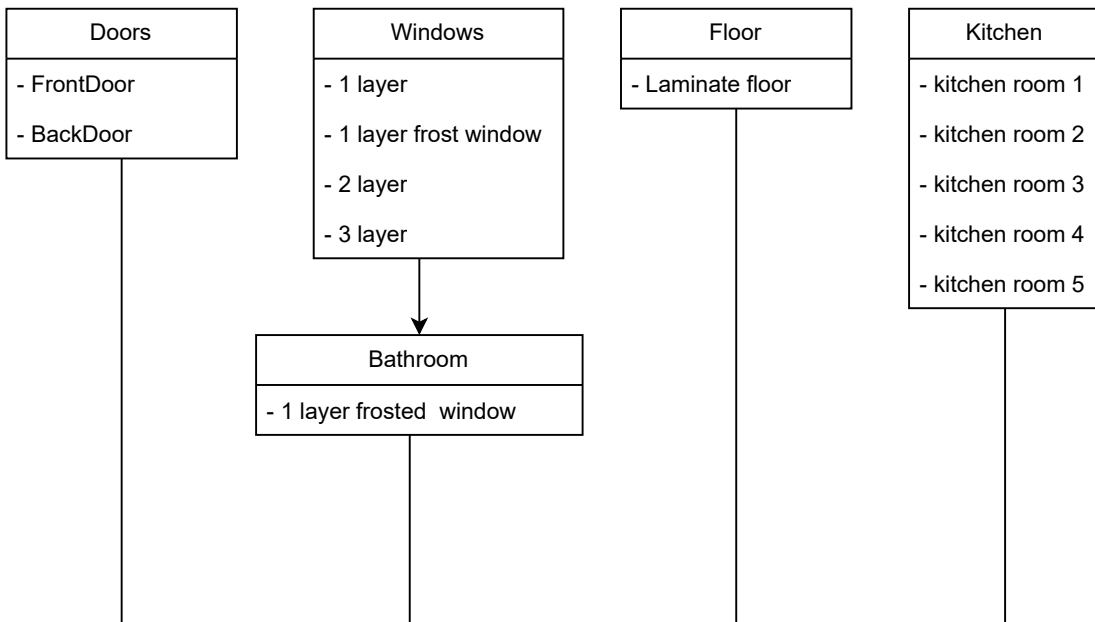 Doors
- FrontDoor
- BackDoor
Windows
- 1 layer
- 1 layer frost window
- 2 layer
- 3 layer
Bathroom
- 1 layer frosted  window
Floor
- Laminate floor
Kitchen
- kitchen room 1
- kitchen room 2
- kitchen room 3
- kitchen room 4
- kitchen room 5